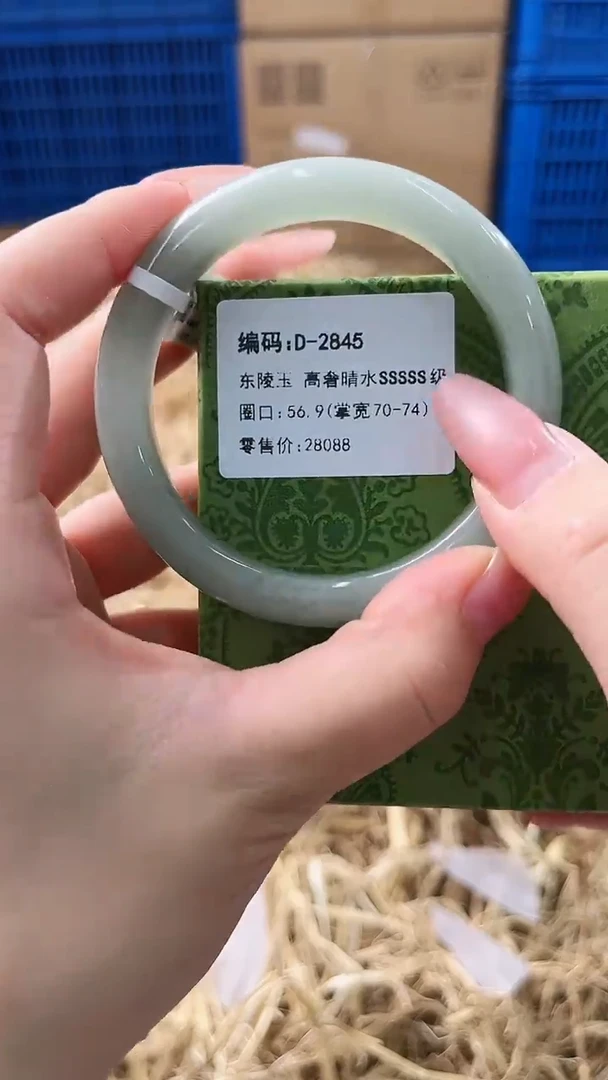 编码:D-2845
东陵玉 高奢晴水SSSSS级
圈口:56.9(掌宽70-74)
零售价:28088